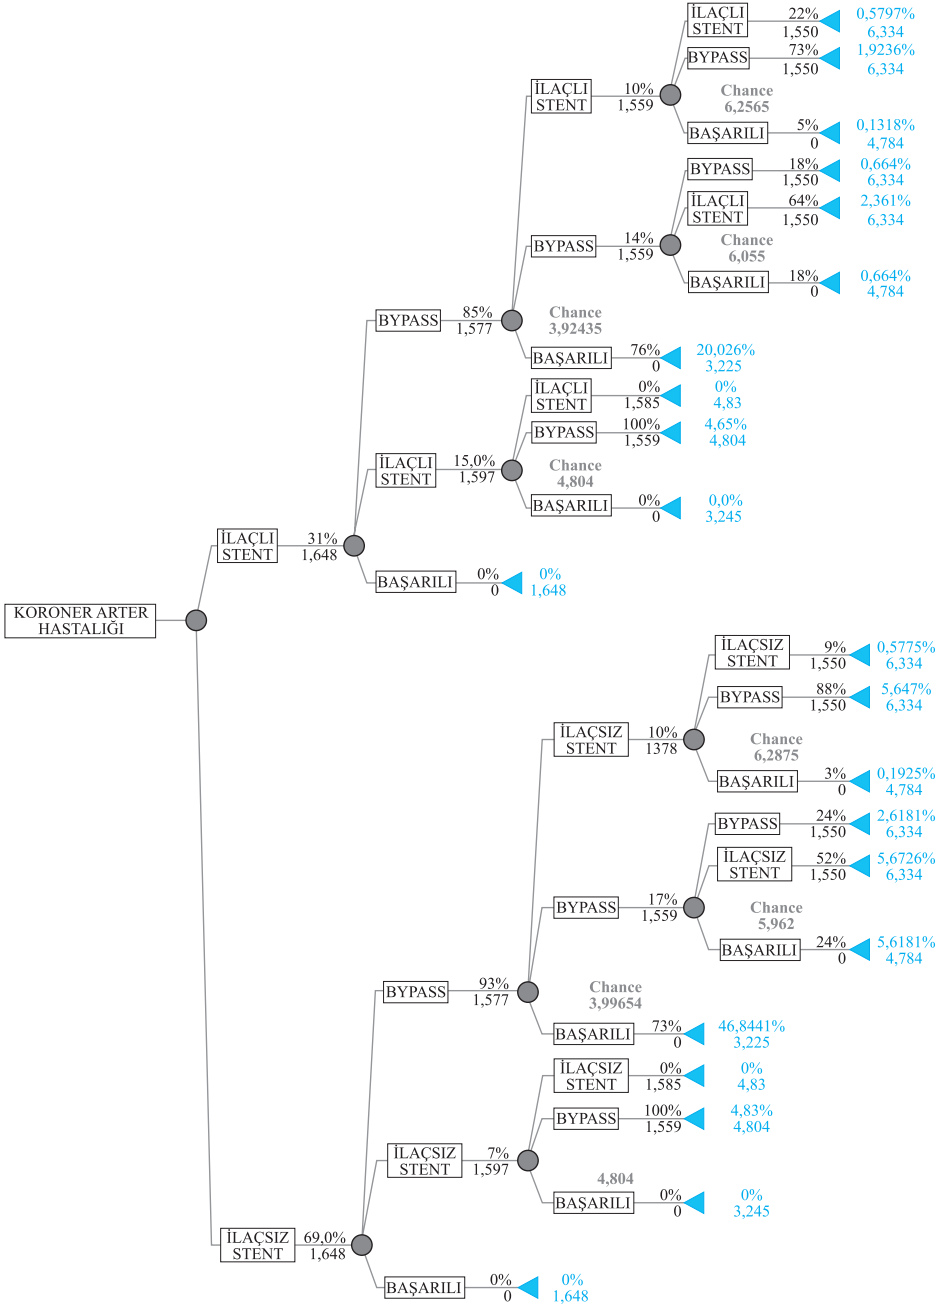 İLAÇLI
STENT
22%
1,550
0,5797%
6,334
BYPASS
73%
1,550
1,9236%
6,334
İLAÇLI
STENT
10%
1,559
Chance
6,2565
BAŞARILI
5%
0
0,1318%
4,784
BYPASS
18%
1,550
0,664%
6,334
İLAÇLI
STENT
64%
1,550
2,361%
6,334
BYPASS
14%
1,559
Chance
6,055
BAŞARILI
18%
0
0,664%
4,784
BYPASS
85%
1,577
Chance
3,92435
BAŞARILI
76%
0
20,026%
3,225
İLAÇLI
STENT
0%
1,585
0%
4,83
BYPASS
100%
1,559
4,65%
4,804
İLAÇLI
STENT
15,0%
1,597
Chance
4,804
BAŞARILI
0%
0
0,0%
3,245
İLAÇLI
STENT
31%
1,648
BAŞARILI
0%
0
0%
1,648
KORONER ARTER
HASTALIĞI
İLAÇSIZ
STENT
9%
1,550
0,5775%
6,334
BYPASS
88%
1,550
5,647%
6,334
İLAÇSIZ
STENT
10%
1378
Chance
6,2875
BAŞARILI
3%
0
0,1925%
4,784
BYPASS
24%
1,550
2,6181%
6,334
İLAÇSIZ
STENT
52%
1,550
5,6726%
6,334
BYPASS
17%
1,559
Chance
5,962
BAŞARILI
24%
0
5,6181%
4,784
BYPASS
93%
1,577
Chance
3,99654
BAŞARILI
73%
0
46,8441%
3,225
İLAÇSIZ
STENT
0%
1,585
0%
4,83
BYPASS
100%
1,559
4,83%
4,804
İLAÇSIZ
STENT
7%
1,597
4,804
BAŞARILI
0%
0
0%
3,245
İLAÇSIZ
STENT
69,0%
1,648
BAŞARILI
0%
0
0%
1,648